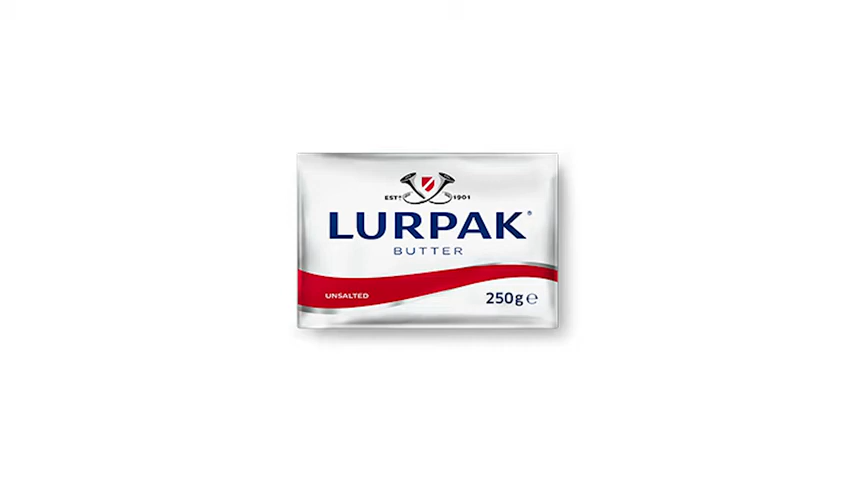 EST. 1901
LURPAK®
BUTTER
UNSALTED
250g ℮